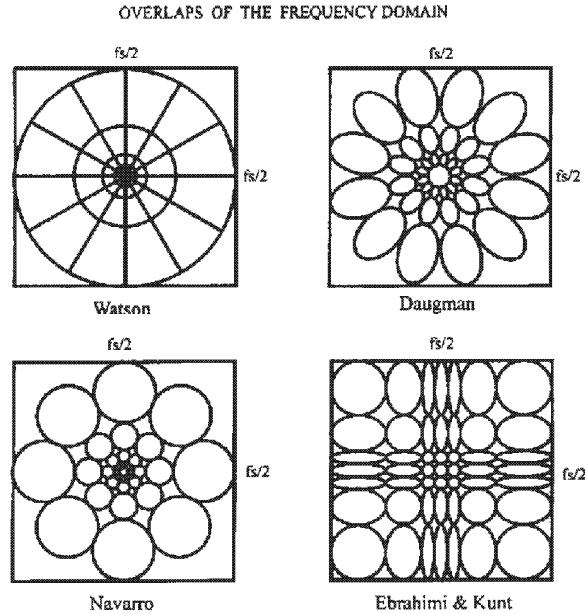 OVERLAPS OF THE FREQUENCY DOMAIN
fs/2
fs/2
fs/2
fs/2
Watson
Daugman
fs/2
fs/2
fs/2
fs/2
Navarro
Ebrahimi & Kunt